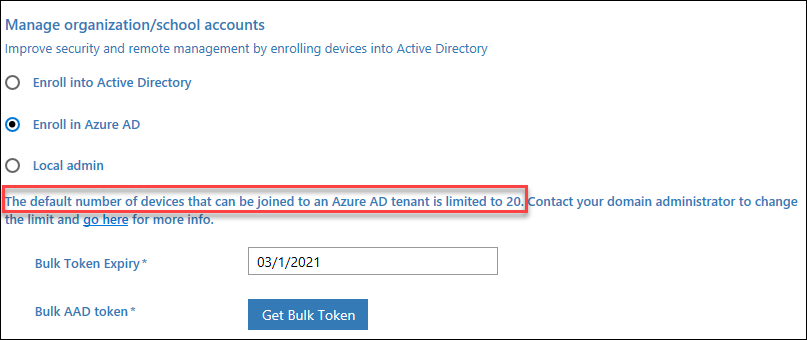 Manage organization/school accounts
Improve security and remote management by enrolling devices into Active Directory
Enroll into Active Directory
Enroll in Azure AD
Local admin
The default number of devices that can be joined to an Azure AD tenant is limited to 20. Contact your domain administrator to change
the limit and go here for more info.
Bulk Token Expiry*
03/1/2021
Bulk AAD token*
Get Bulk Token